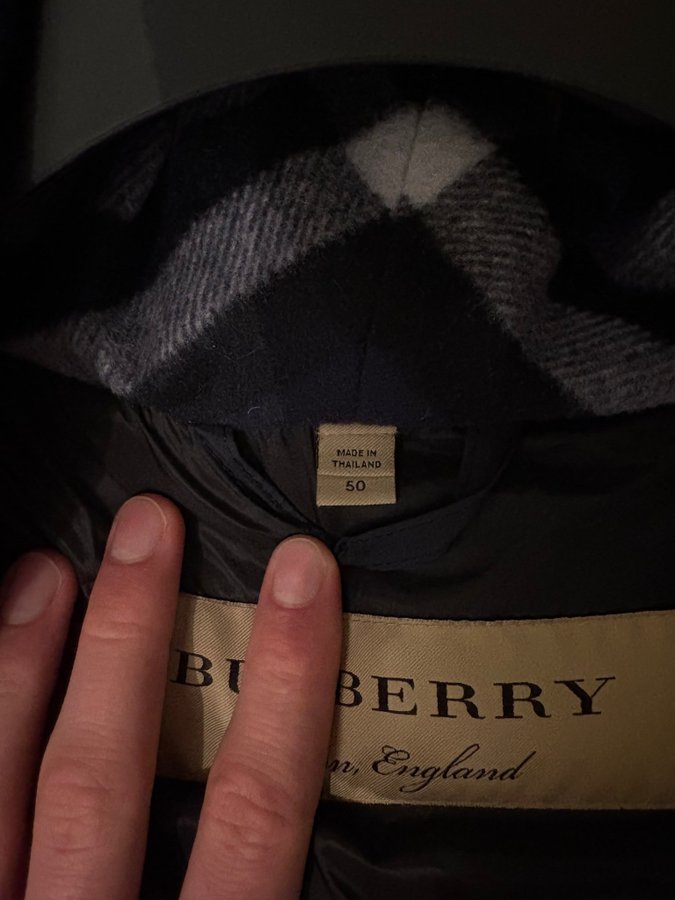 MADE IN
THAILAND
50
BU BERRY
n, England